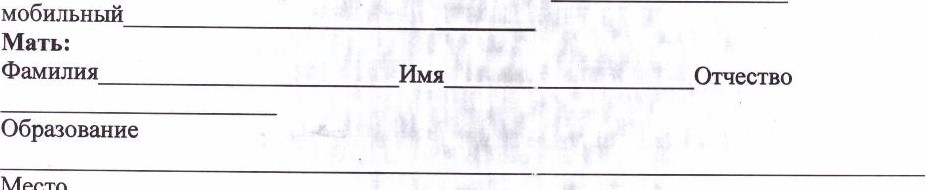 мобильный
Мать:
Фамилия Имя Отчество
Образование
Место